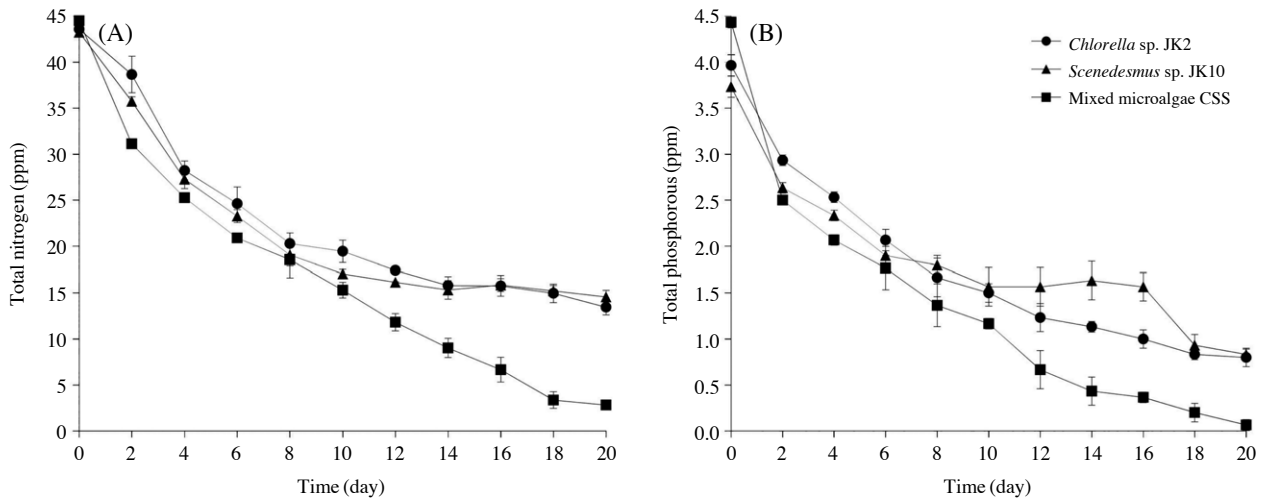 (A)
Total nitrogen (ppm)
45
40
35
30
25
20
15
10
5
0
0 2 4 6 8 10 12 14 16 18 20
Time (day)
(B)
Total phosphorous (ppm)
4.5
4.0
3.5
3.0
2.5
2.0
1.5
1.0
0.5
0.0
0 2 4 6 8 10 12 14 16 18 20
Time (day)
Chlorella sp. JK2
Scenedesmus sp. JK10
Mixed microalgae CSS